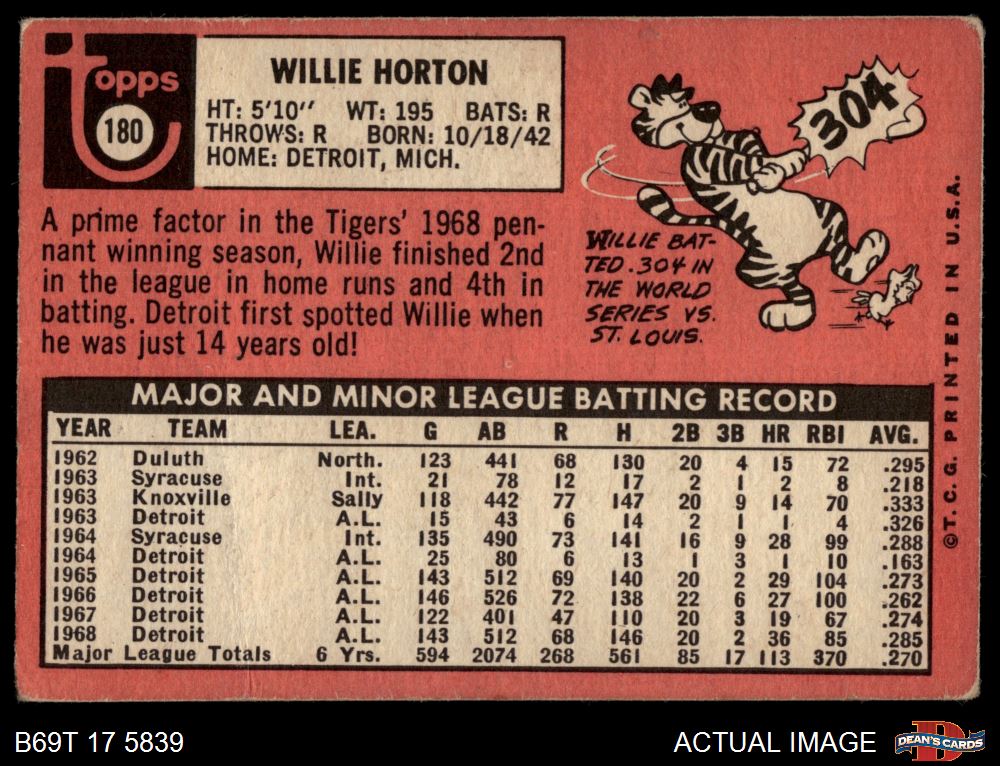 Topps
180
WILLIE HORTON
HT: 5'10'' WT: 195 BATS: R
THROWS: R BORN: 10/18/42
HOME: DETROIT, MICH.
304
A prime factor in the Tigers' 1968 pen-
nant winning season, Willie finished 2nd
in the league in home runs and 4th in
batting. Detroit first spotted Willie when
he was just 14 years old!
WILLIE BAT-
TED .304 IN
THE WORLD
SERIES VS.
ST. LOUIS.
MAJOR AND MINOR LEAGUE BATTING RECORD
YEAR TEAM LEA. G AB R H 2B 3B HR RBI AVG.
1962 Duluth North. 123 441 68 130 20 4 15 72 .295
1963 Syracuse Int. 21 78 12 17 2 1 2 8 .218
1963 Knoxville Sally 118 442 77 147 20 9 14 70 .333
1963 Detroit A.L. 15 43 6 14 2 1 1 4 .326
1964 Syracuse Int. 135 490 73 141 16 9 28 99 .288
1964 Detroit A.L. 25 80 6 13 1 3 1 10 .163
1965 Detroit A.L. 143 512 69 140 20 2 29 104 .273
1966 Detroit A.L. 146 526 72 138 22 6 27 100 .262
1967 Detroit A.L. 122 401 47 110 20 3 19 67 .274
1968 Detroit A.L. 143 512 68 146 20 2 36 85 .285
Major League Totals 6 Yrs. 594 2074 268 561 85 17 113 370 .270
©T.C.G. PRINTED IN U.S.A.
B69T 17 5839
ACTUAL IMAGE
DEAN'S CARDS